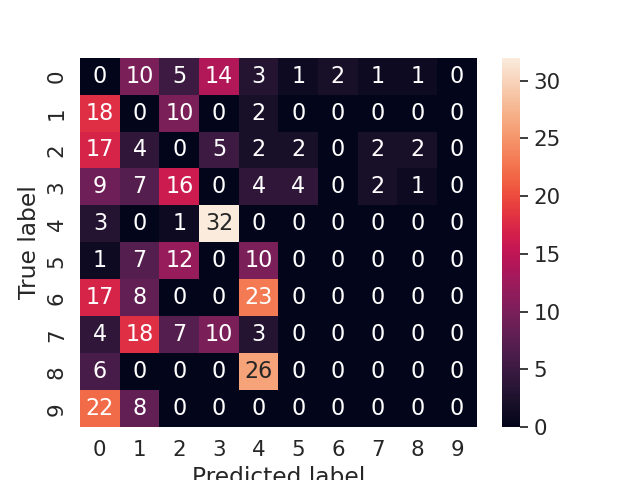 0 0 10 5 14 3 1 2 1 1 0
1 18 0 10 0 2 0 0 0 0 0
2 17 4 0 5 2 2 0 2 2 0
3 9 7 16 0 4 4 0 2 1 0
4 3 0 1 32 0 0 0 0 0 0
5 1 7 12 0 10 0 0 0 0 0
6 17 8 0 0 23 0 0 0 0 0
7 4 18 7 10 3 0 0 0 0 0
8 6 0 0 0 26 0 0 0 0 0
9 22 8 0 0 0 0 0 0 0 0
0 1 2 3 4 5 6 7 8 9
Predicted label
True label
30
25
20
15
10
5
0